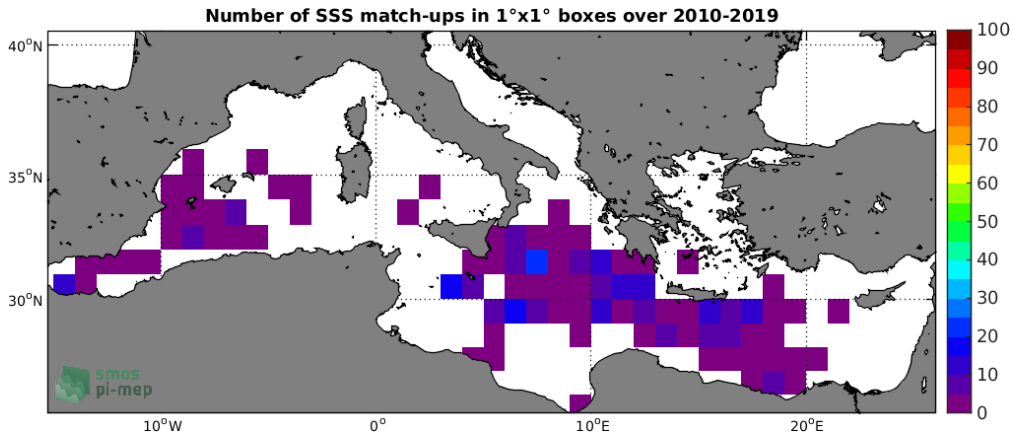 Number of SSS match-ups in 1°x1° boxes over 2010-2019
40°N
35°N
30°N
10°W
0°
10°E
20°E
100
90
80
70
60
50
40
30
20
10
0
smos
pi-mep